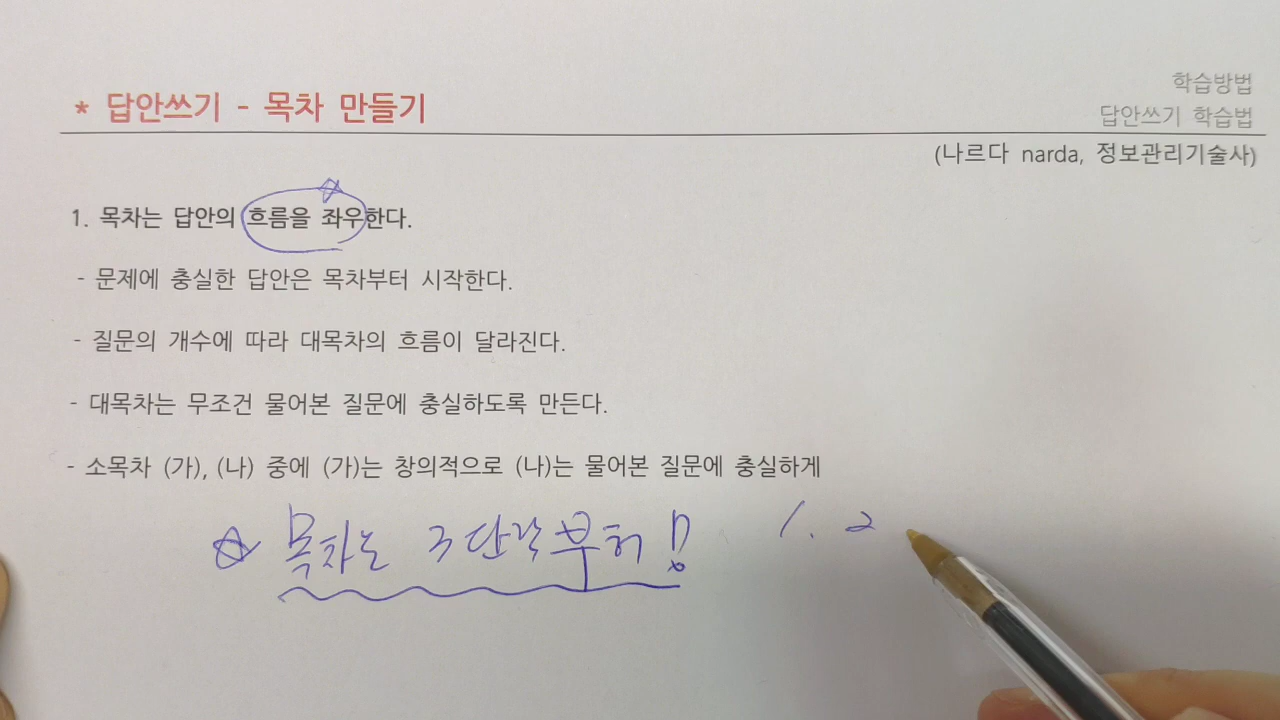 * 답안쓰기 - 목차 만들기
학습방법
답안쓰기 학습법
(나르다 narda, 정보관리기술사)
1. 목차는 답안의 흐름을 좌우한다.
- 문제에 충실한 답안은 목차부터 시작한다.
- 질문의 개수에 따라 대목차의 흐름이 달라진다.
- 대목차는 무조건 물어본 질문에 충실하도록 만든다.
- 소목차 (가), (나) 중에 (가)는 창의적으로 (나)는 물어본 질문에 충실하게
☆ 목차는 3단락부터! 1. 2